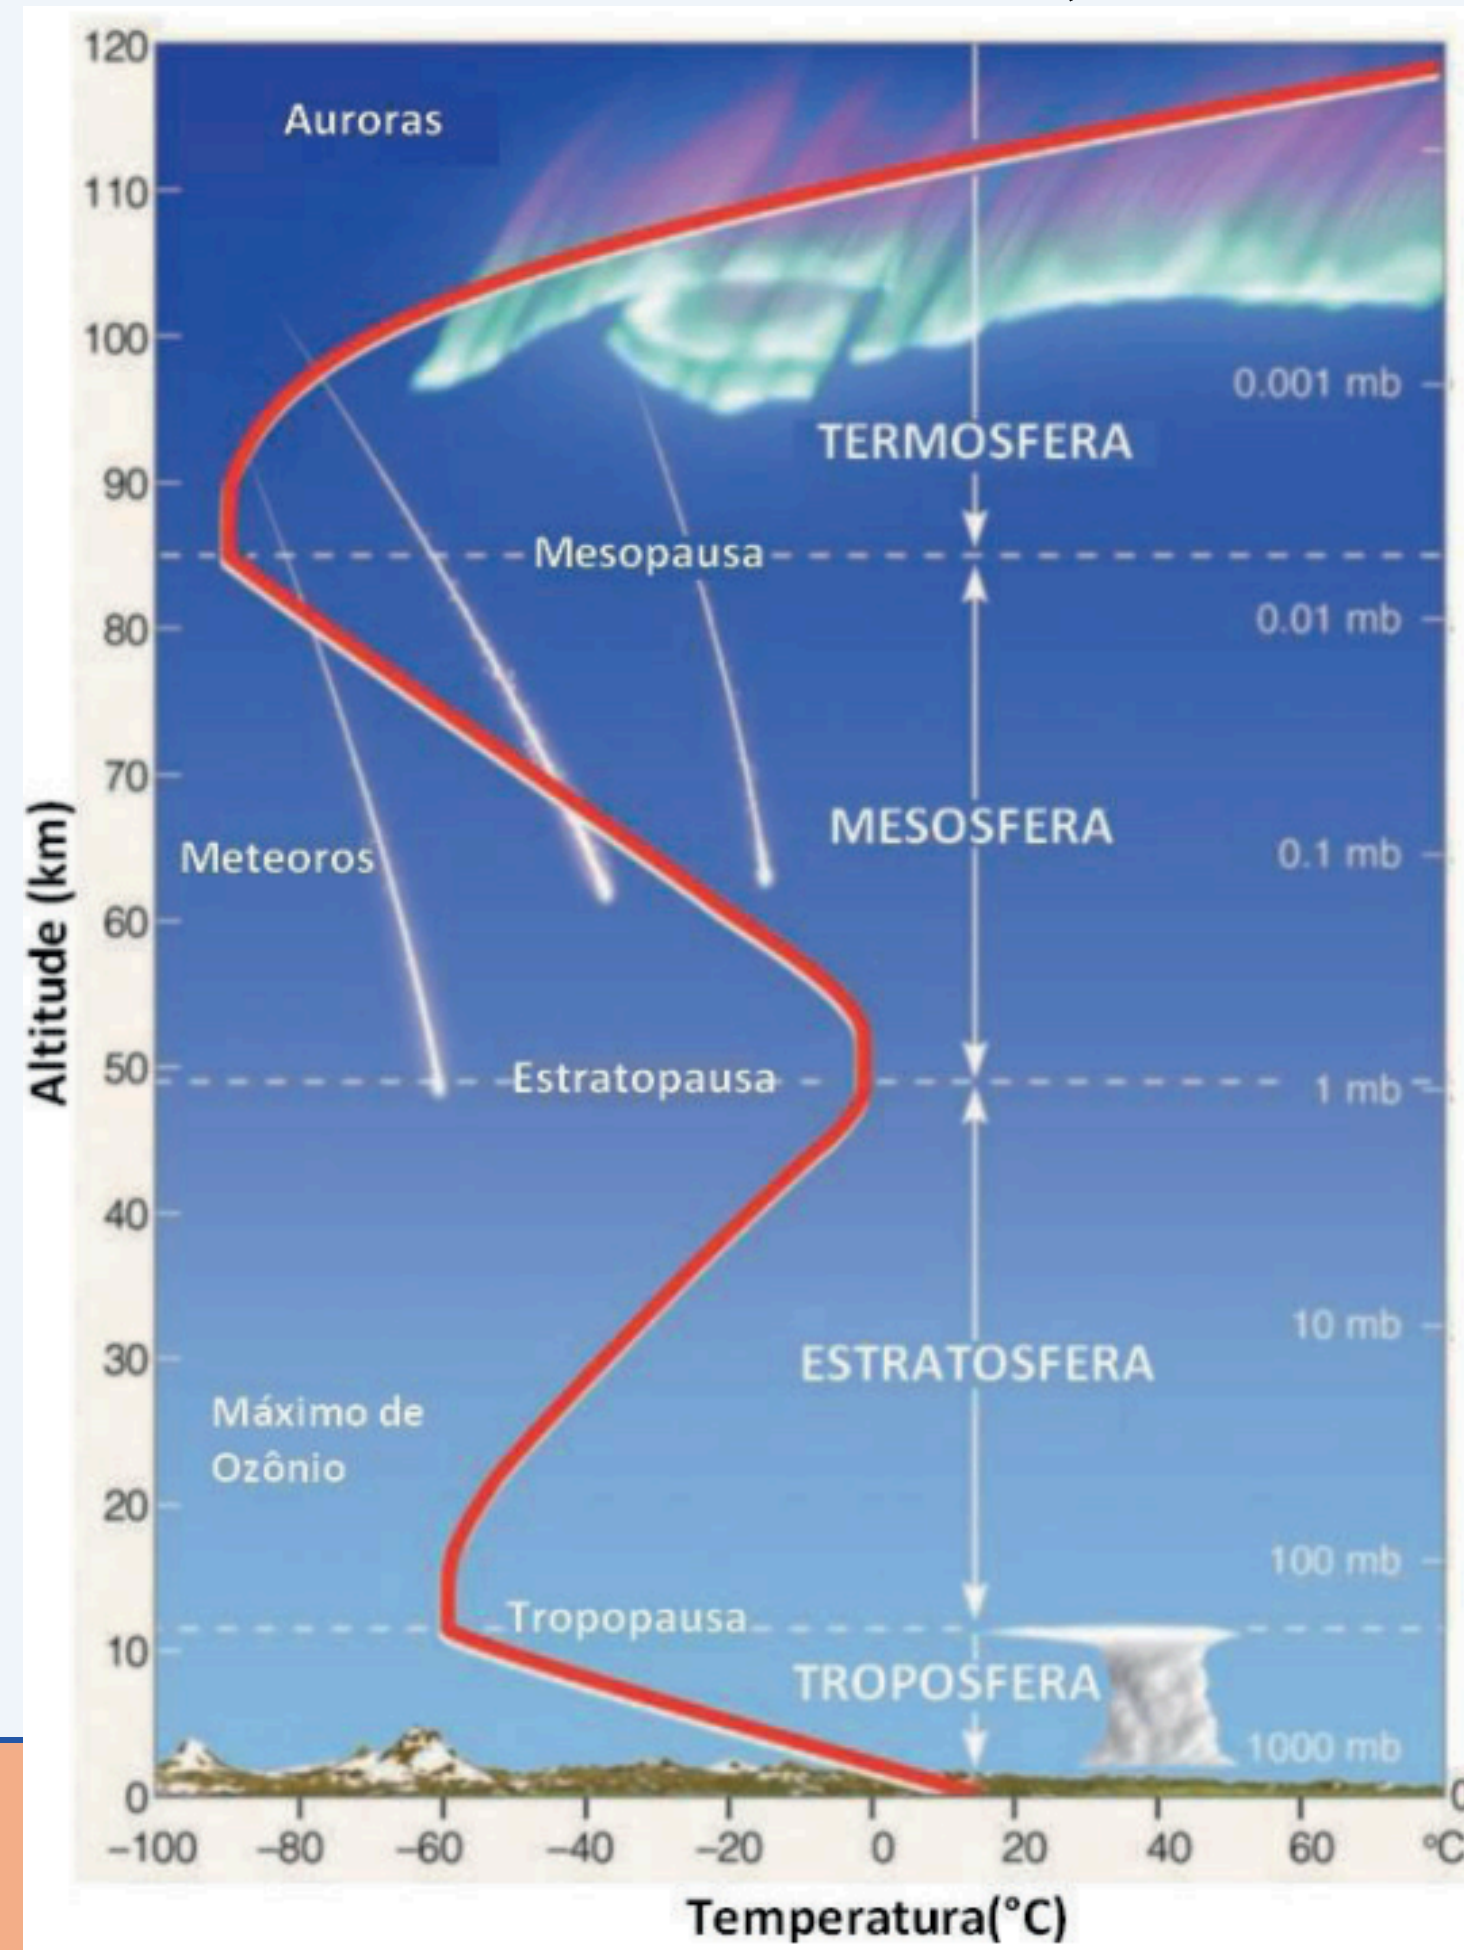 120
Auroras
110
100
0.001 mb
TERMOSFERA
90
Mesopausa
80
0.01 mb
70
MESOSFERA
0.1 mb
Meteoros
60
Altitude (km)
50
Estratopausa
1 mb
40
10 mb
30
ESTRATOSFERA
Máximo de
Ozônio
20
100 mb
Tropopausa
10
TROPOSFERA
1000 mb
0
0
–100 –80 –60 –40 –20 0 20 40 60 ºC
Temperatura(°C)